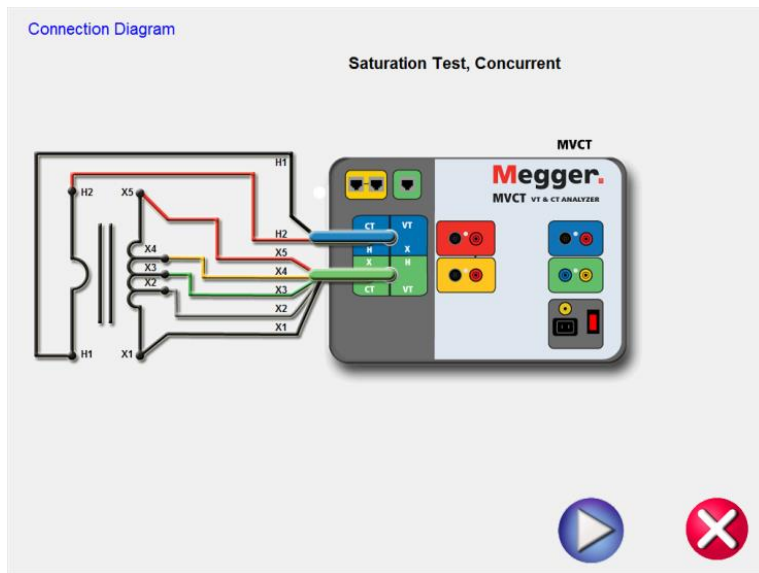 Connection Diagram
Saturation Test, Concurrent
MVCT
H1
Megger.
MVCT VT & CT ANALYZER
H2
X5
CT
VT
H2
H
X
X4
X5
X
H
X3
X4
X2
X3
CT
VT
X2
X1
H1
X1